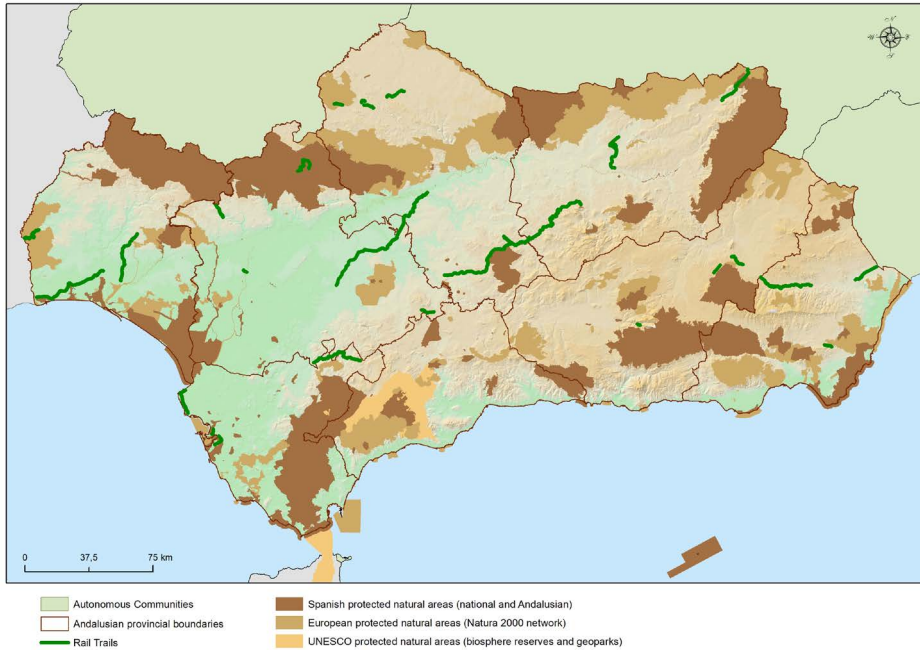 0 37,5 75 km
Autonomous Communities
Andalusian provincial boundaries
Rail Trails
Spanish protected natural areas (national and Andalusian)
European protected natural areas (Natura 2000 network)
UNESCO protected natural areas (biosphere reserves and geoparks)